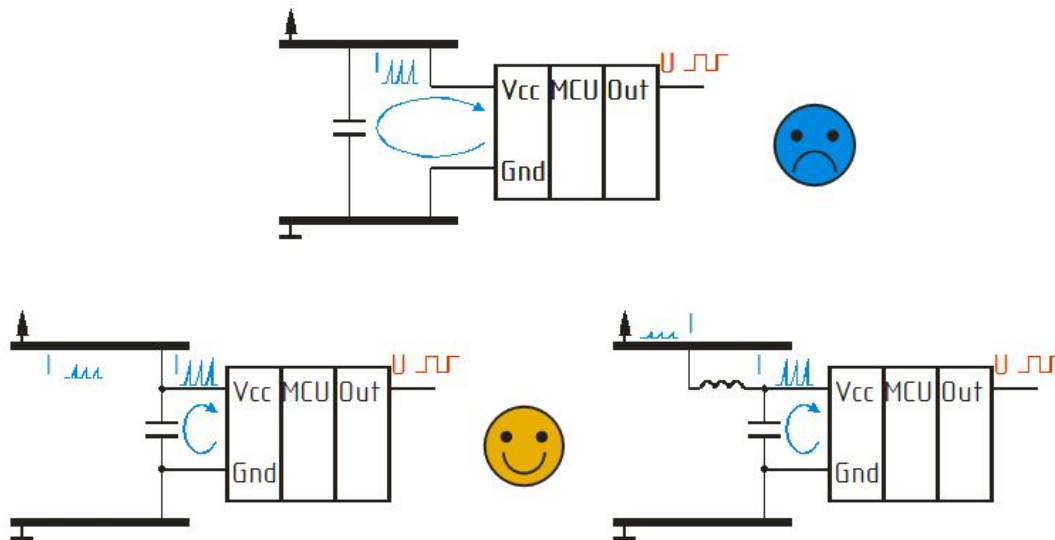 I
U
Vcc MCU Out
Gnd
I I
U
Vcc MCU Out
Gnd
I
I
U
Vcc MCU Out
Gnd